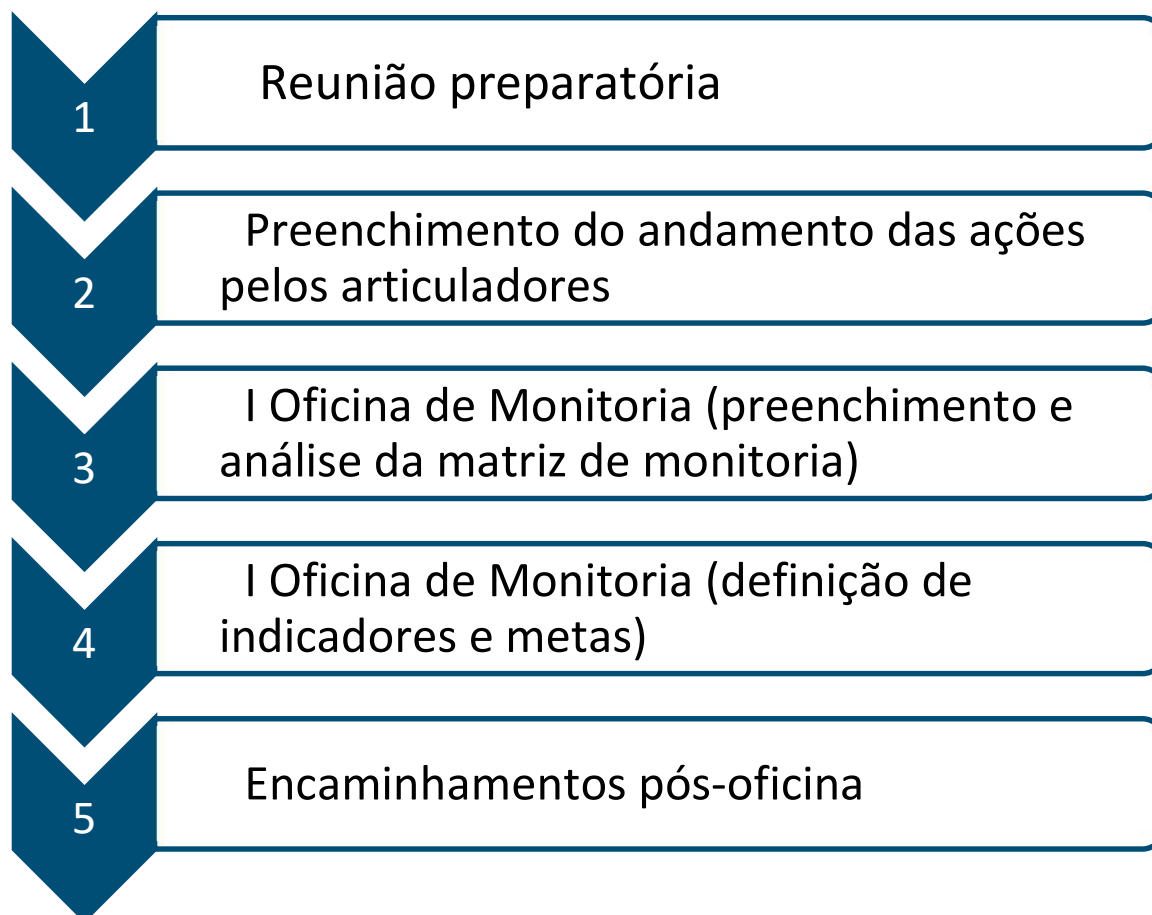 1
Reunião preparatória
2
Preenchimento do andamento das ações
pelos articuladores
3
I Oficina de Monitoria (preenchimento e
análise da matriz de monitoria)
4
I Oficina de Monitoria (definição de
indicadores e metas)
5
Encaminhamentos pós-oficina